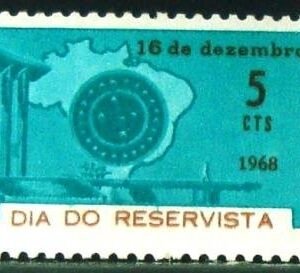 16 de dezembro
5
CTS
1968
DIA DO RESERVISTA